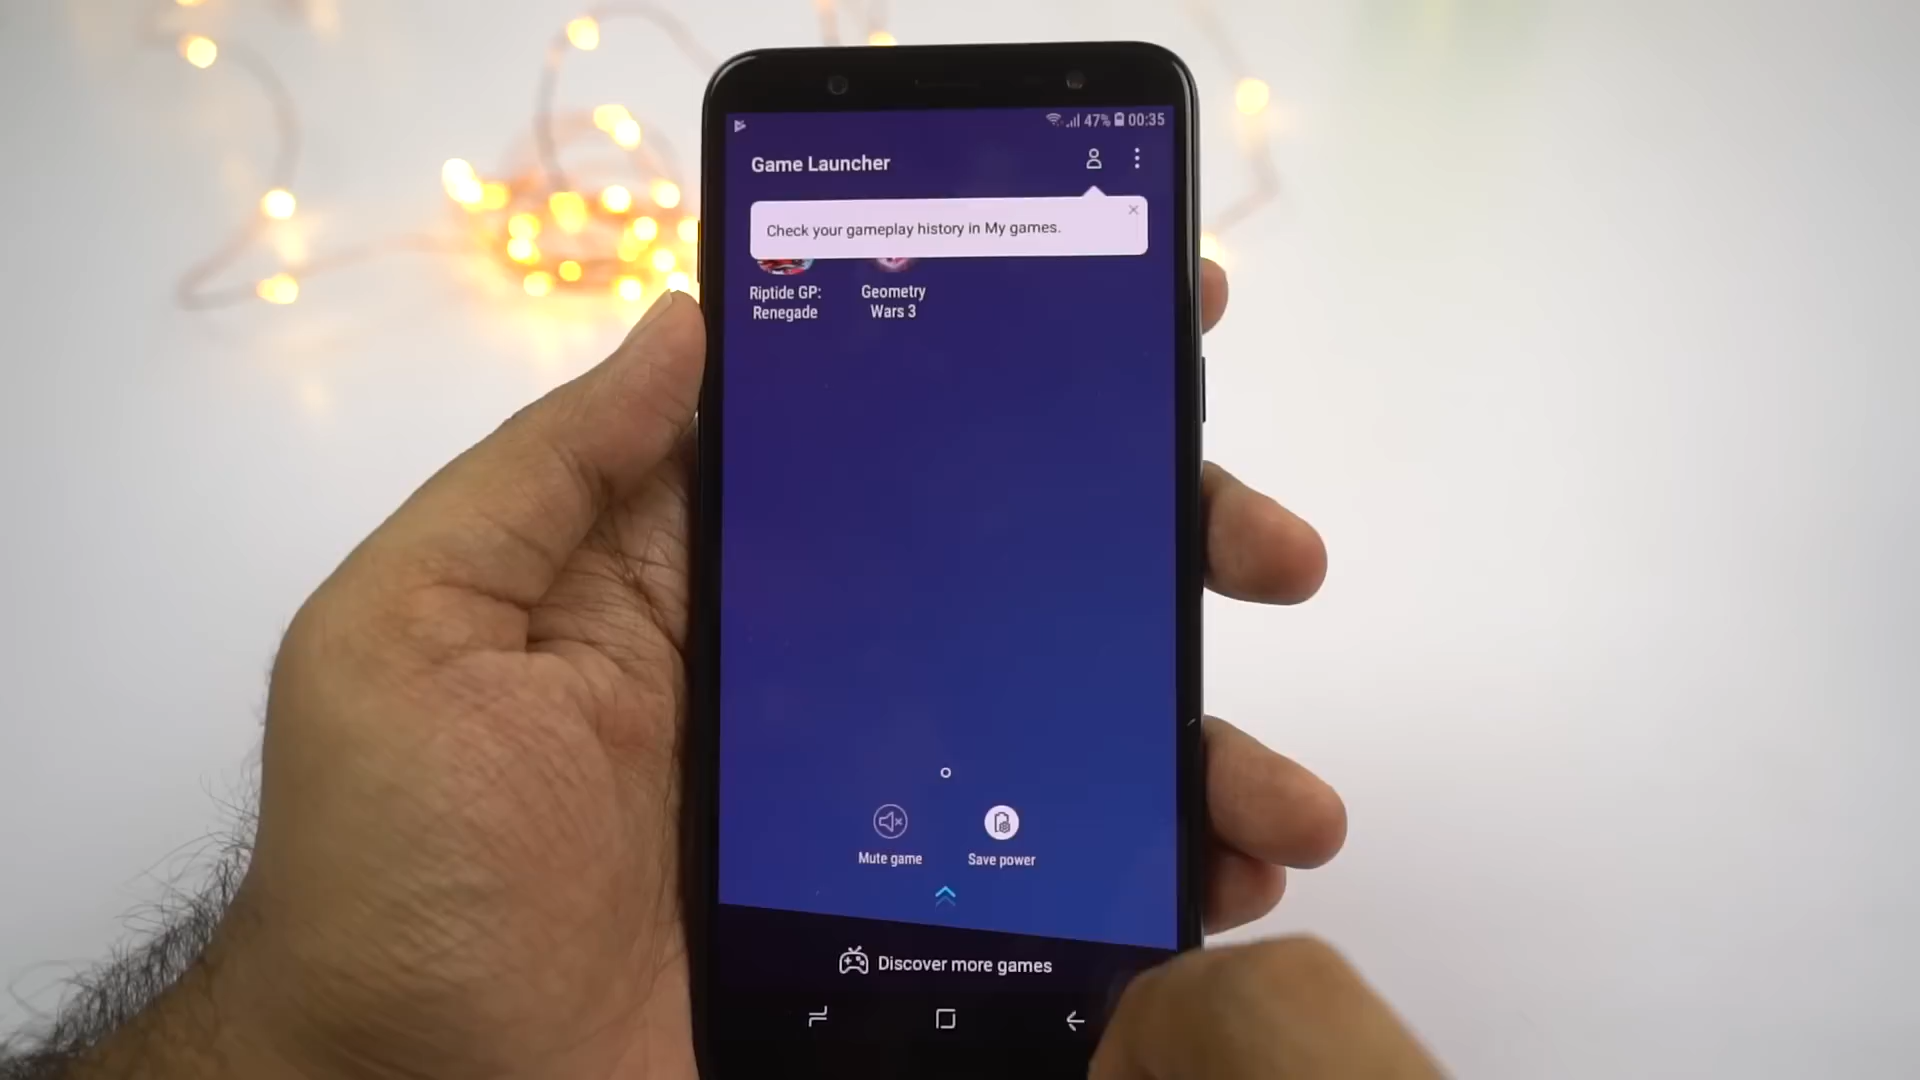 47% 00:35
Game Launcher
Check your gameplay history in My games.
Riptide GP:
Renegade
Geometry
Wars 3
Mute game
Save power
Discover more games